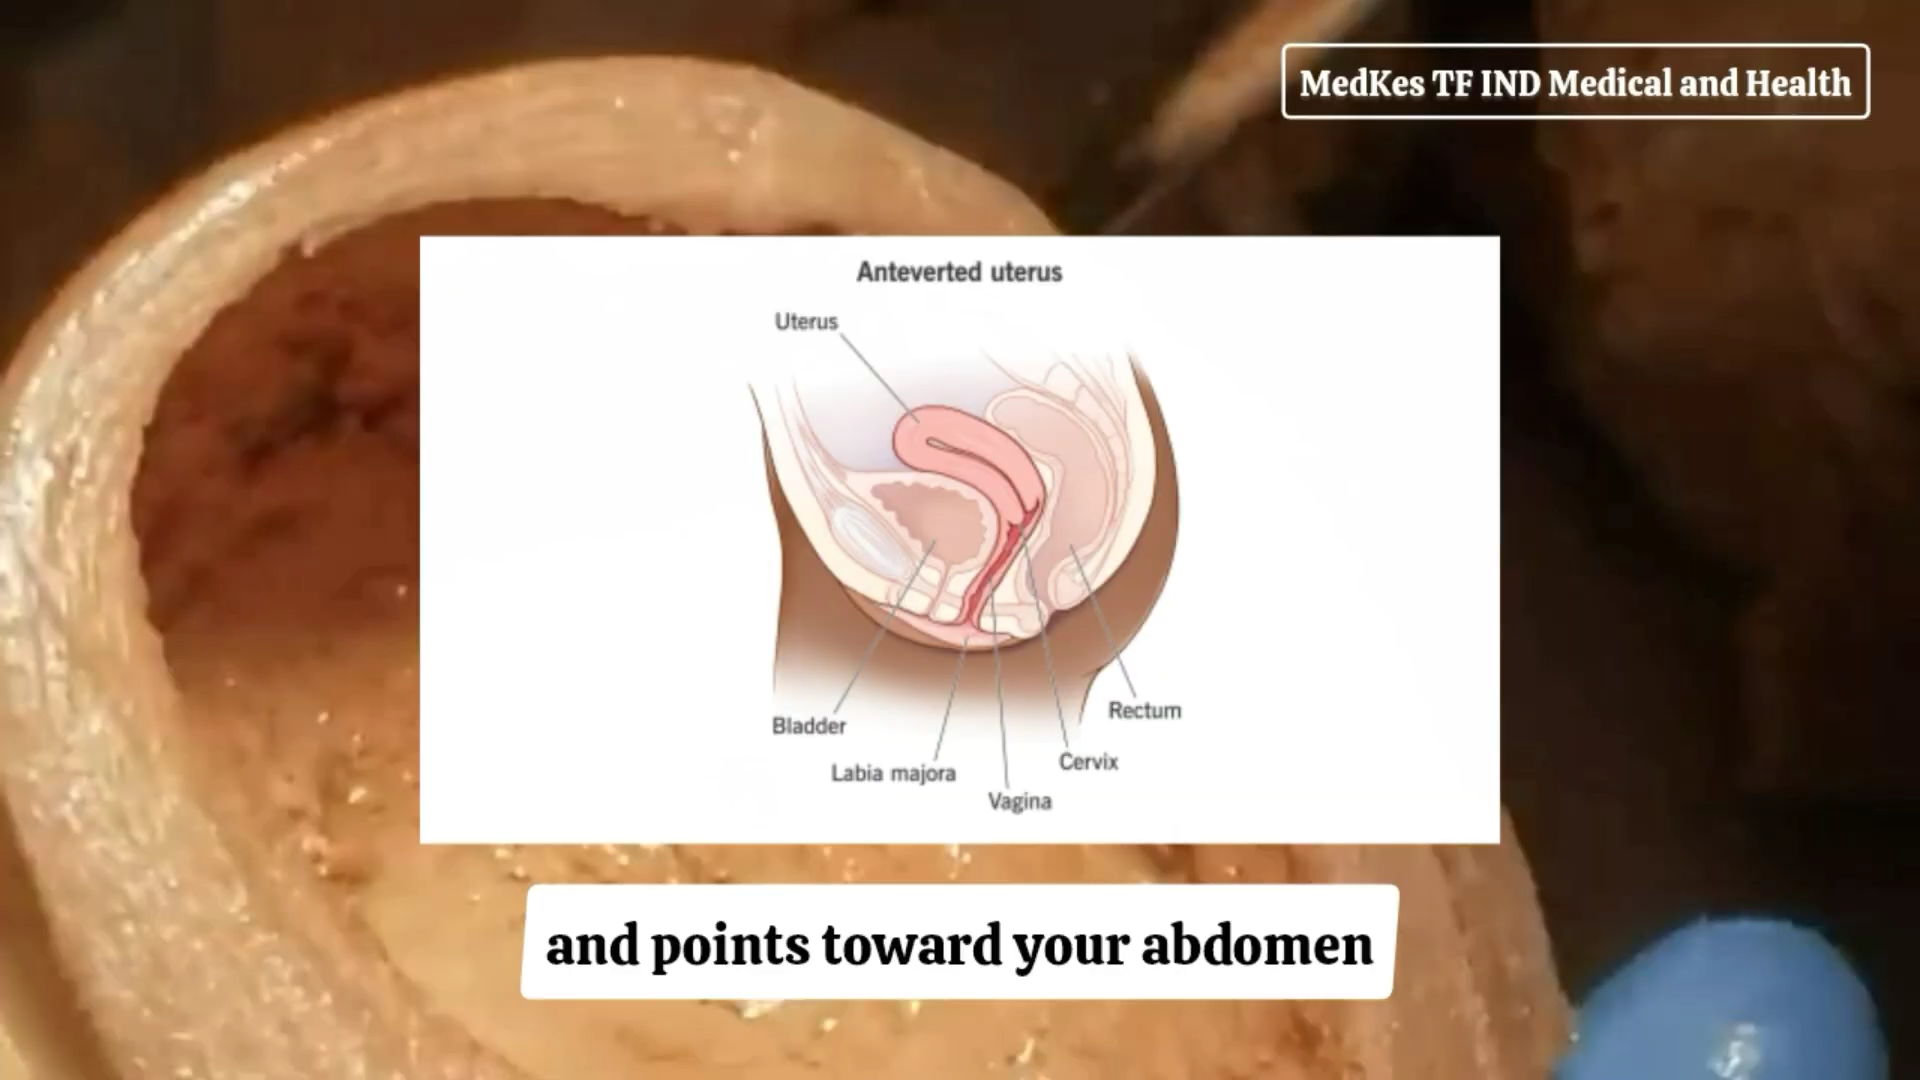 MedKes TF IND Medical and Health
Anteverted uterus
Uterus
Bladder
Rectum
Labia majora
Cervix
Vagina
and points toward your abdomen